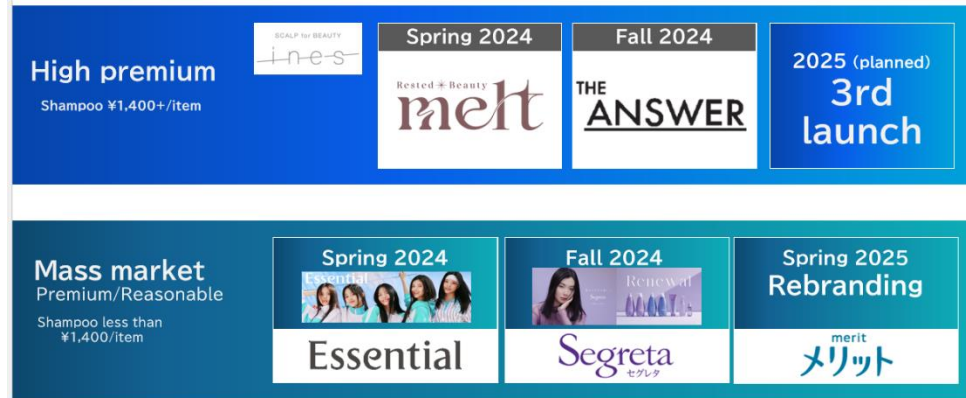 High premium
Shampoo ¥1,400+/item
SCALP for BEAUTY
ines
Spring 2024
Rested Beauty
melt
Fall 2024
THE
ANSWER
2025 (planned)
3rd
launch
Mass market
Premium/Reasonable
Shampoo less than
¥1,400/item
Spring 2024
Essential
Essential
Fall 2024
Renewal
Segreta
セグレタ
Spring 2025
Rebranding
merit
メリット